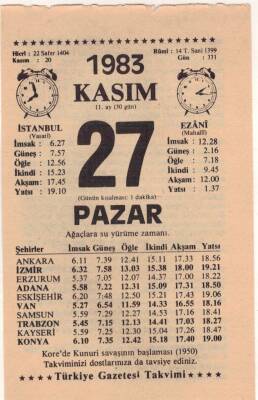 Hicrî : 22 Safer 1404
Kasım : 20
Rûmî : 14 T. Sani 1399
Gün : 331
1983
KASIM
11. ay (30 gün)
İSTANBUL
(Vasatî)
İmsak : 6.27
Güneş : 7.57
Öğle : 12.56
İkindi : 15.23
Akşam : 17.45
Yatsı : 19.10
27
EZÂNÎ
(Mahallî)
İmsak : 12.28
Güneş : 2.16
Öğle : 7.18
İkindi : 9.45
Akşam : 12.00
Yatsı : 1.37
(Günün kısalması: 1 dakika)
PAZAR
Ağaçlara su yürüme zamanı.
Şehirler İmsak Güneş Öğle İkindi Akşam Yatsı
ANKARA 6.11 7.39 12.41 15.11 17.33 18.56
İZMİR 6.32 7.58 13.03 15.38 18.00 19.21
ERZURUM 5.37 7.05 12.07 14.37 17.00 18.22
ADANA 5.58 7.22 12.31 15.09 17.31 18.50
ESKİŞEHİR 6.20 7.48 12.50 15.21 17.43 19.06
VAN 5.27 6.54 11.59 14.33 16.55 18.16
SAMSUN 5.59 7.29 12.27 14.53 17.16 18.41
TRABZON 5.45 7.15 12.13 14.41 17.03 18.27
KAYSERİ 5.59 7.25 12.30 15.04 17.26 18.47
KONYA 6.10 7.35 12.42 15.18 17.40 19.00
Kore'de Kunuri savaşının başlaması (1950)
Takviminizi dostlarınıza da tavsiye ediniz.
★★★★ Türkiye Gazetesi Takvimi ★★★★